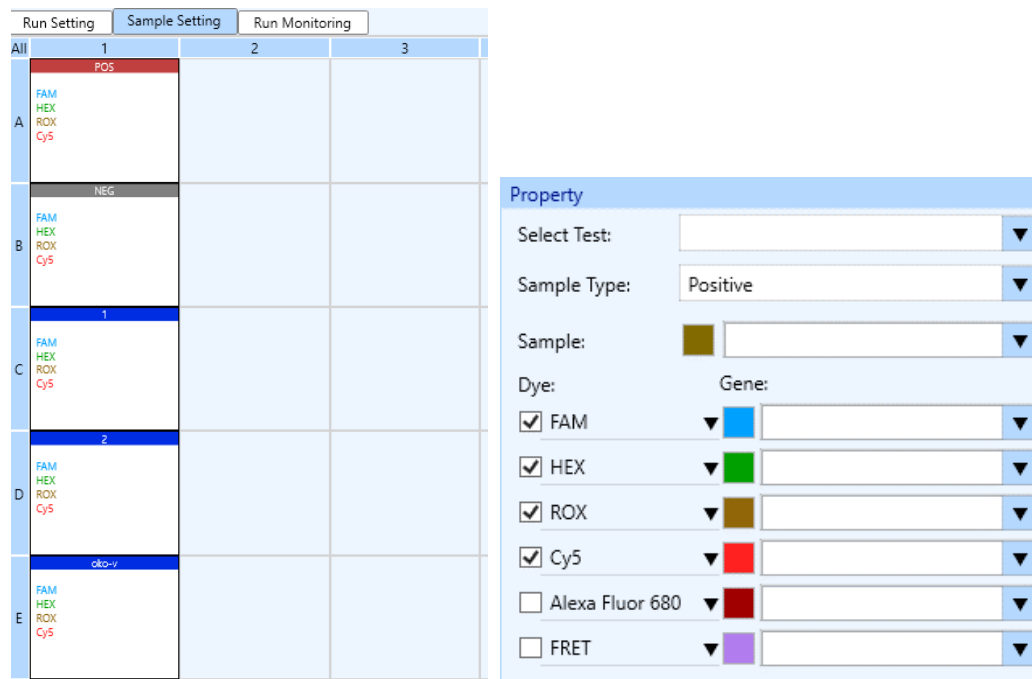 Run Setting Sample Setting Run Monitoring
All 1 2 3
POS
A
FAM
HEX
ROX
Cy5
NEG
B
FAM
HEX
ROX
Cy5
1
C
FAM
HEX
ROX
Cy5
2
D
FAM
HEX
ROX
Cy5
oko-v
E
FAM
HEX
ROX
Cy5
Property
Select Test:
Sample Type: Positive
Sample:
Dye: Gene:
FAM
HEX
ROX
Cy5
Alexa Fluor 680
FRET